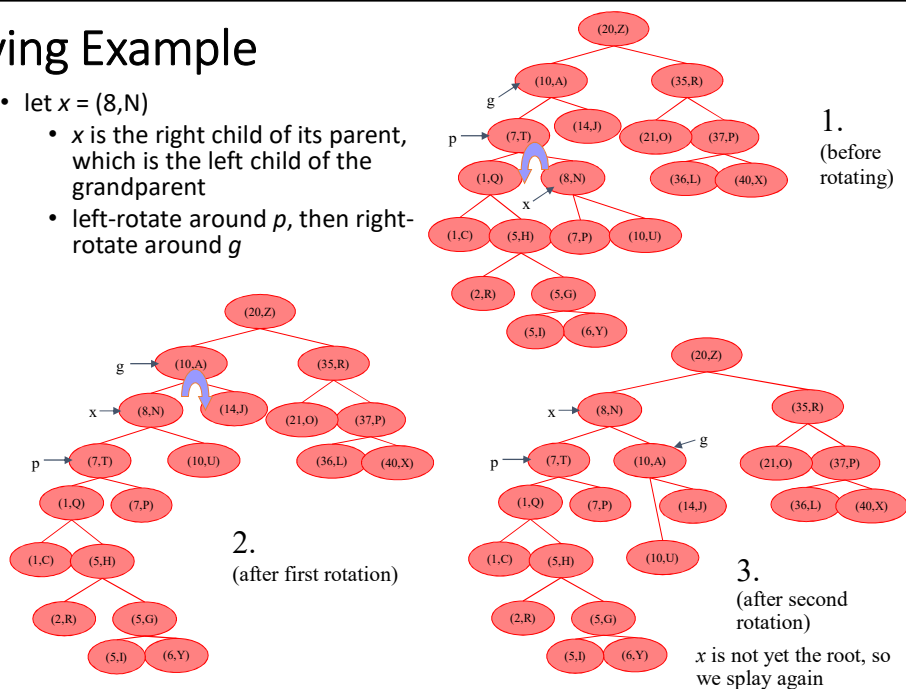 ying Example
• let x = (8,N)
• x is the right child of its parent,
which is the left child of the
grandparent
• left-rotate around p, then right-
rotate around g
(20,Z)
(10,A)
(35,R)
g
p
(7,T)
(14,J)
(21,O)
(37,P)
(1,Q)
(8,N)
(36,L)
(40,X)
x
(1,C)
(5,H)
(7,P)
(10,U)
(2,R)
(5,G)
(5,I)
(6,Y)
1.
(before
rotating)
(20,Z)
g
(10,A)
(35,R)
x
(8,N)
(14,J)
(21,O)
(37,P)
p
(7,T)
(10,U)
(36,L)
(40,X)
(1,Q)
(7,P)
(1,C)
(5,H)
(2,R)
(5,G)
(5,I)
(6,Y)
2.
(after first rotation)
(20,Z)
x
(8,N)
(35,R)
g
p
(7,T)
(10,A)
(21,O)
(37,P)
(1,Q)
(7,P)
(14,J)
(36,L)
(40,X)
(1,C)
(5,H)
(10,U)
(2,R)
(5,G)
(5,I)
(6,Y)
3.
(after second
rotation)
x is not yet the root, so
we splay again